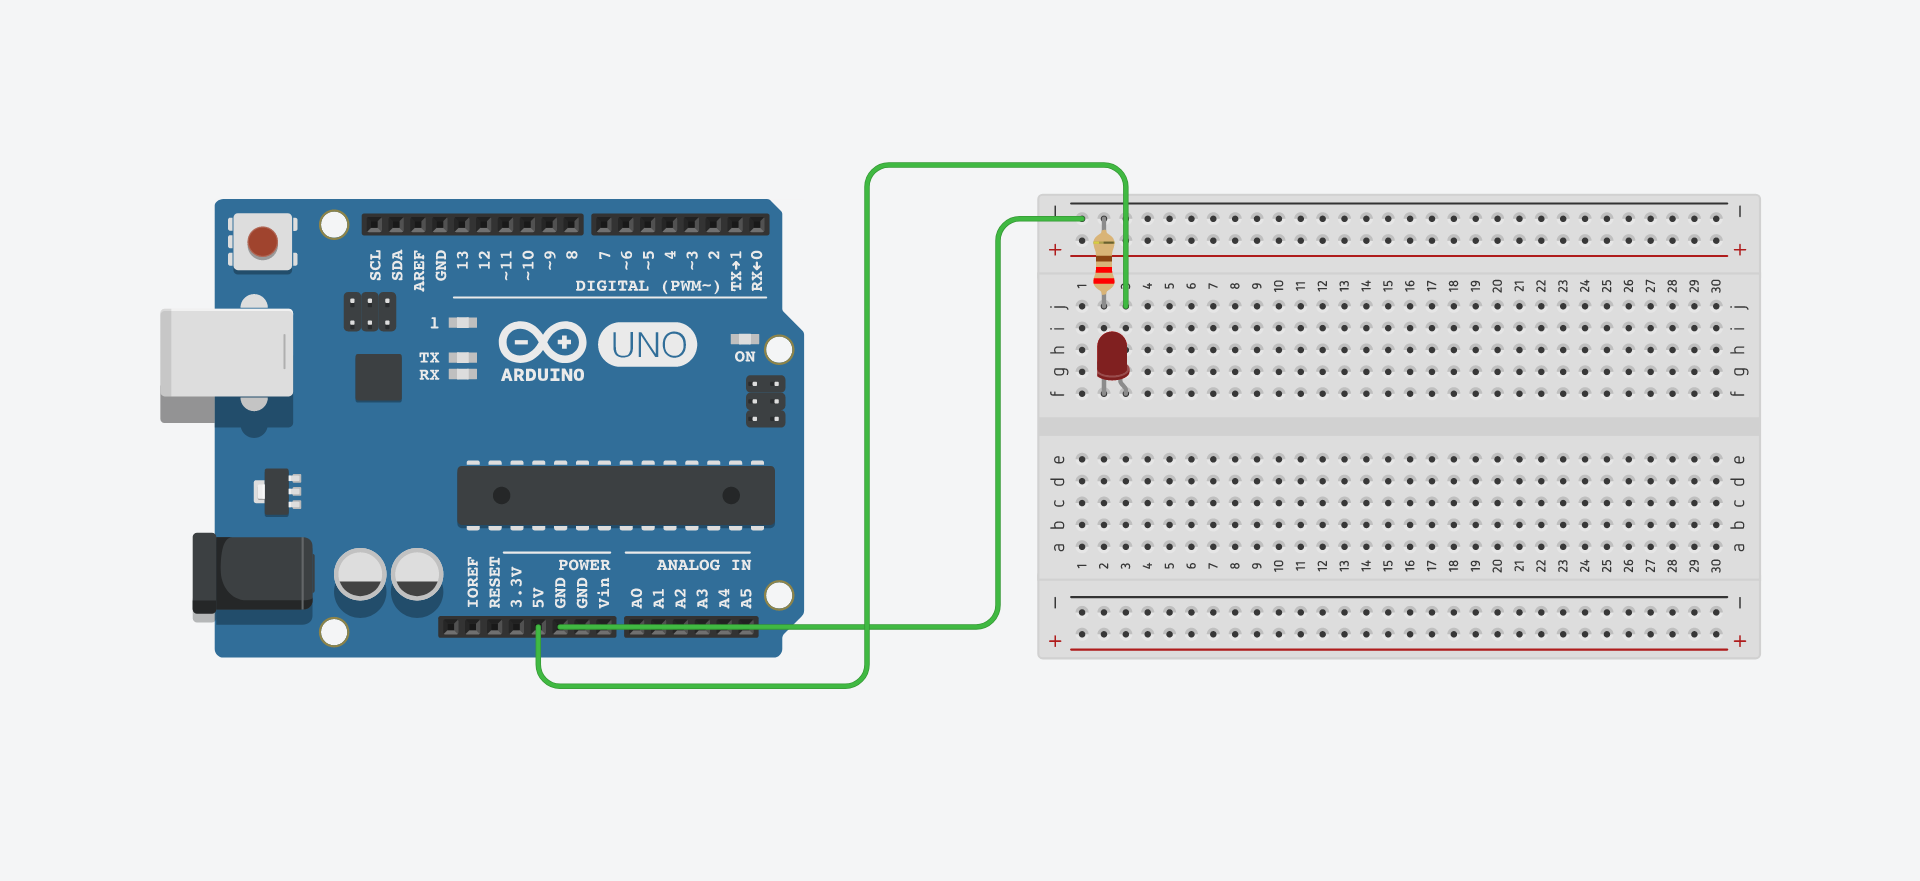 SCL SDA AREF GND 13 12 ~11 ~10 ~9 8 7 ~6 ~5 4 ~3 2 TX→1 RX←0
DIGITAL (PWM~)
1
TX
RX
ARDUINO
UNO
ON
POWER
ANALOG IN
IOREF RESET 3.3V 5V GND GND Vin A0 A1 A2 A3 A4 A5
− −
+ +
1 3 4 5 6 7 8 9 10 11 12 13 14 15 16 17 18 19 20 21 22 23 24 25 26 27 28 29 30
j j
i i
h h
g g
f f
e e
d d
c c
b b
a a
1 2 3 4 5 6 7 8 9 10 11 12 13 14 15 16 17 18 19 20 21 22 23 24 25 26 27 28 29 30
− −
+ +